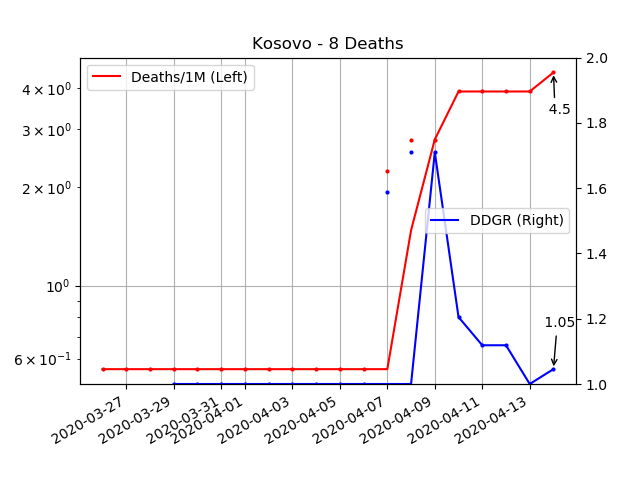 Kosovo - 8 Deaths
Deaths/1M (Left)
DDGR (Right)
4 × 10⁰
3 × 10⁰
2 × 10⁰
10⁰
6 × 10⁻¹
2.0
1.8
1.6
1.4
1.2
1.0
4.5
1.05
2020-03-27
2020-03-29
2020-03-31
2020-04-01
2020-04-03
2020-04-05
2020-04-07
2020-04-09
2020-04-11
2020-04-13